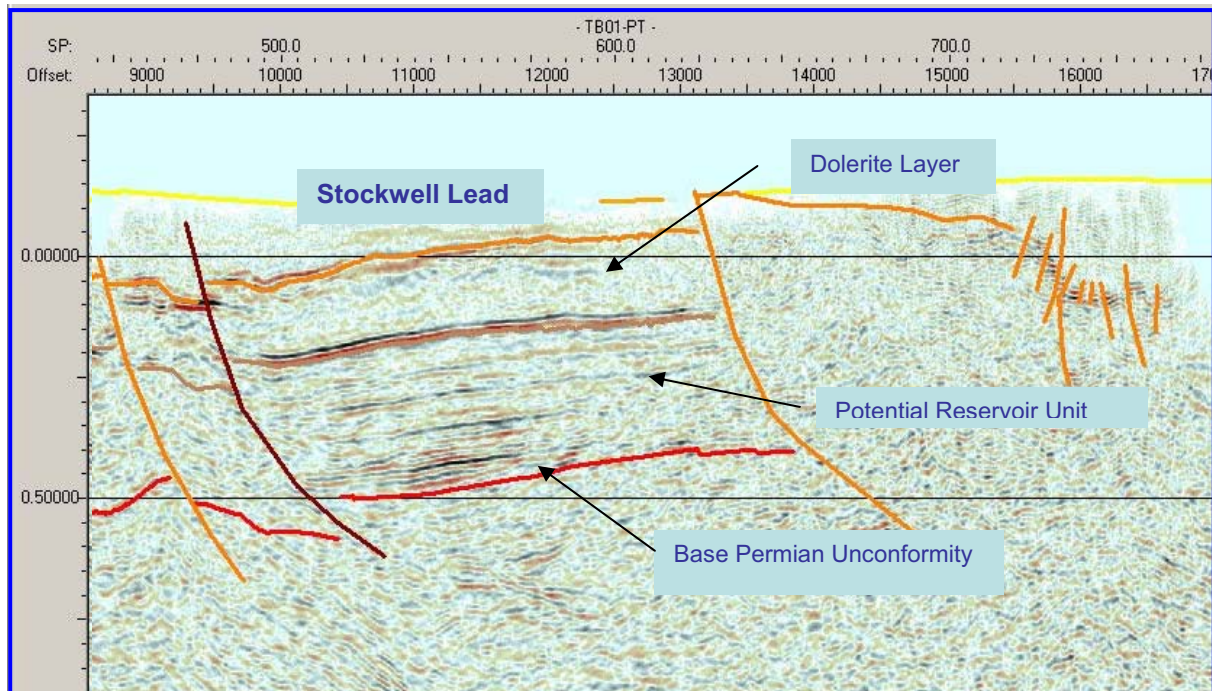 - TB01-PT -
SP: 500.0 600.0 700.0
Offset: 9000 10000 11000 12000 13000 14000 15000 16000 170
Dolerite Layer
Stockwell Lead
0.00000
Potential Reservoir Unit
0.50000
Base Permian Unconformity